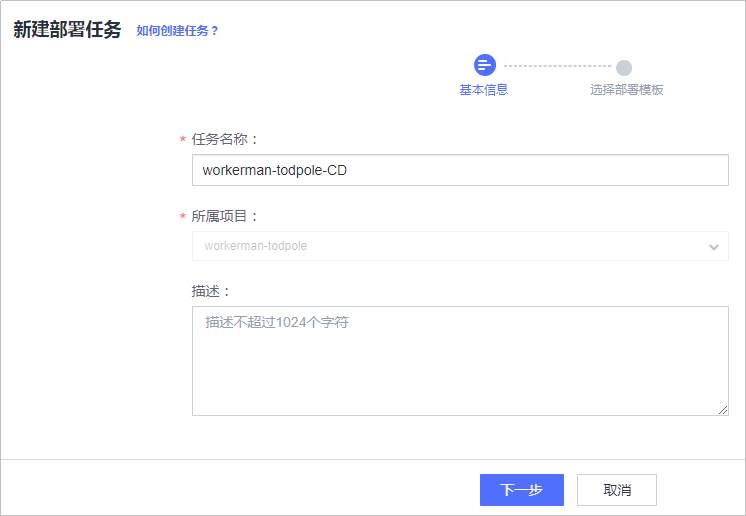 新建部署任务 如何创建任务？
基本信息 选择部署模板
* 任务名称：
workerman-todpole-CD
* 所属项目：
workerman-todpole
描述：
描述不超过1024个字符
下一步 取消